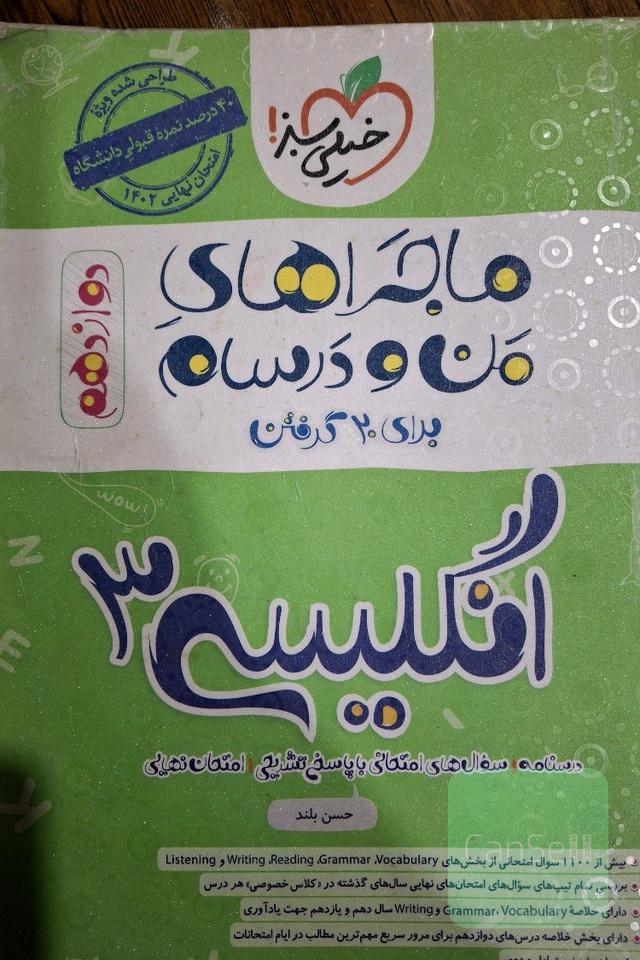 طراحی شده ویژۀ
۴۰ درصد نمره قبولی دانشگاه
امتحان نهایی ۱۴۰۲
خیلی سبز!
ماجراهای
من و درسام
برای ۲۰ گرفتن
دوازدهم
انگلیسی ۳
درسنامه، سؤال‌های امتحانی با پاسخ تشریحی، امتحان نهایی
حسن بلند
بیش از ۱۱۰۰ سوال امتحانی از بخش‌های Writing ،Reading ،Grammar ،Vocabulary و Listening
بررسی تمام تیپ‌های سؤال‌های امتحان‌های نهایی سال‌های گذشته در «کلاس خصوصی» هر درس
دارای خلاصۀ Grammar، Vocabulary و Writing سال دهم و یازدهم جهت یادآوری
دارای بخش خلاصه درس‌های دوازدهم برای مرور سریع مهم‌ترین مطالب در ایام امتحانات
wow!